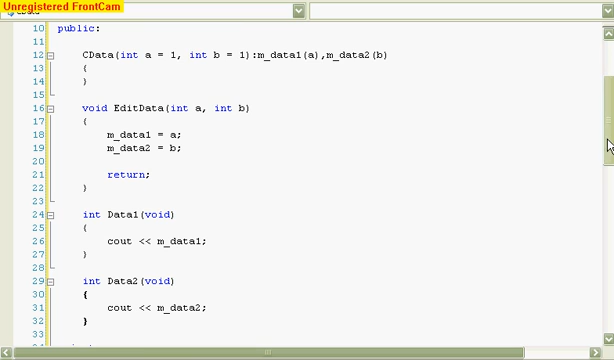 Unregistered FrontCam
10 public:
11
12 CData(int a = 1, int b = 1):m_data1(a),m_data2(b)
13 {
14 }
15
16 void EditData(int a, int b)
17 {
18 m_data1 = a;
19 m_data2 = b;
20
21 return;
22 }
23
24 int Data1(void)
25 {
26 cout << m_data1;
27 }
28
29 int Data2(void)
30 {
31 cout << m_data2;
32 }
33